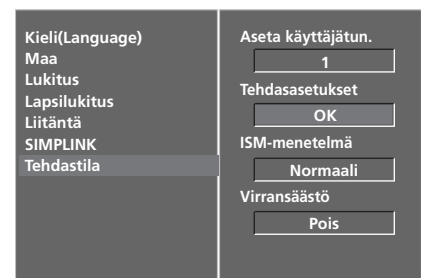 Kieli(Language)
Maa
Lukitus
Lapsilukitus
Liitäntä
SIMPLINK
Tehdastila
Aseta käyttäjätun.
1
Tehdasasetukset
OK
ISM-menetelmä
Normaali
Virransäästö
Pois